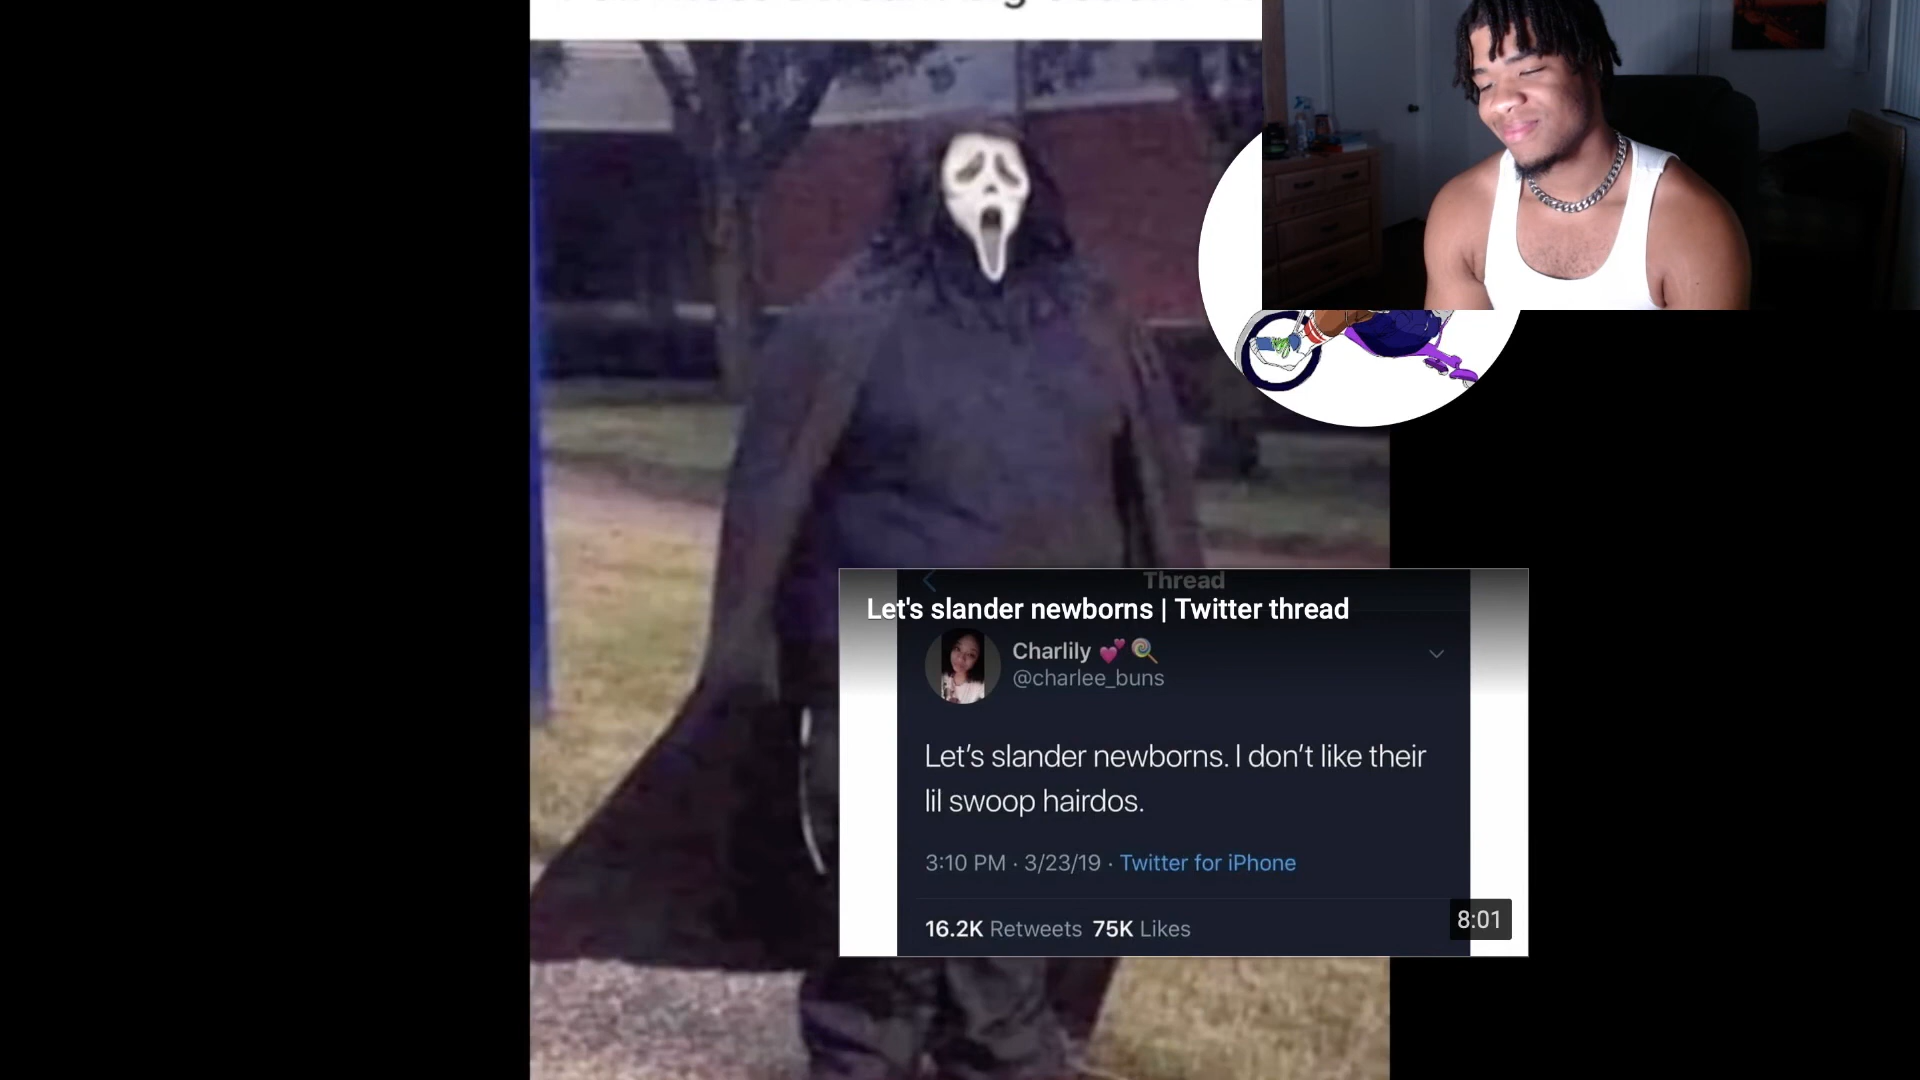 Thread
Let's slander newborns | Twitter thread
Charlily 💕🍭
@charlee_buns
Let’s slander newborns. I don’t like their
lil swoop hairdos.
3:10 PM · 3/23/19 · Twitter for iPhone
16.2K Retweets 75K Likes
8:01